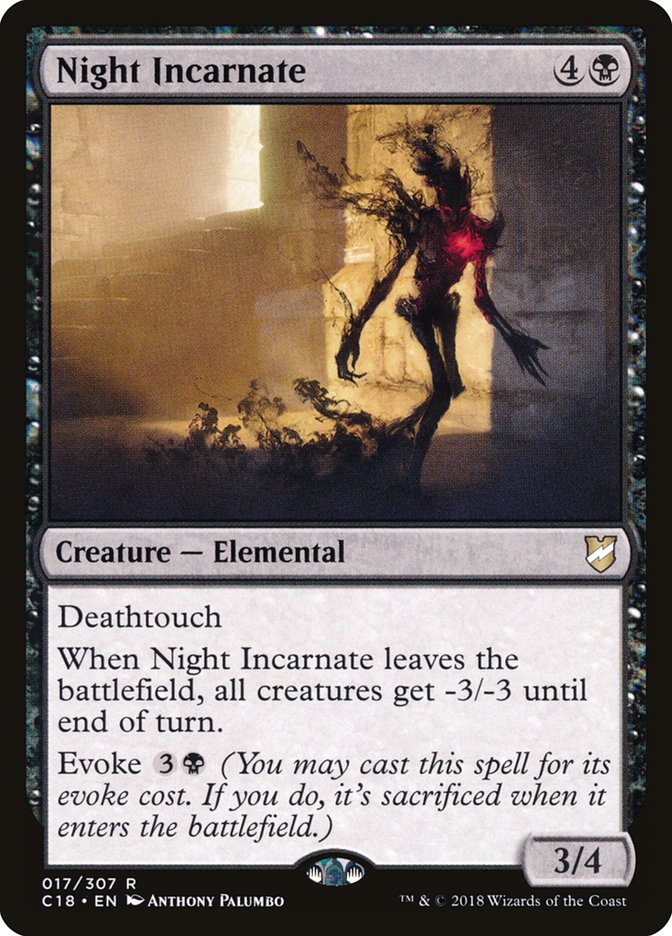 Night Incarnate 4
Creature — Elemental
Deathtouch
When Night Incarnate leaves the
battlefield, all creatures get -3/-3 until
end of turn.
Evoke 3 (You may cast this spell for its
evoke cost. If you do, it's sacrificed when it
enters the battlefield.)
3/4
017/307 R
C18 • EN Anthony Palumbo
™ & © 2018 Wizards of the Coast